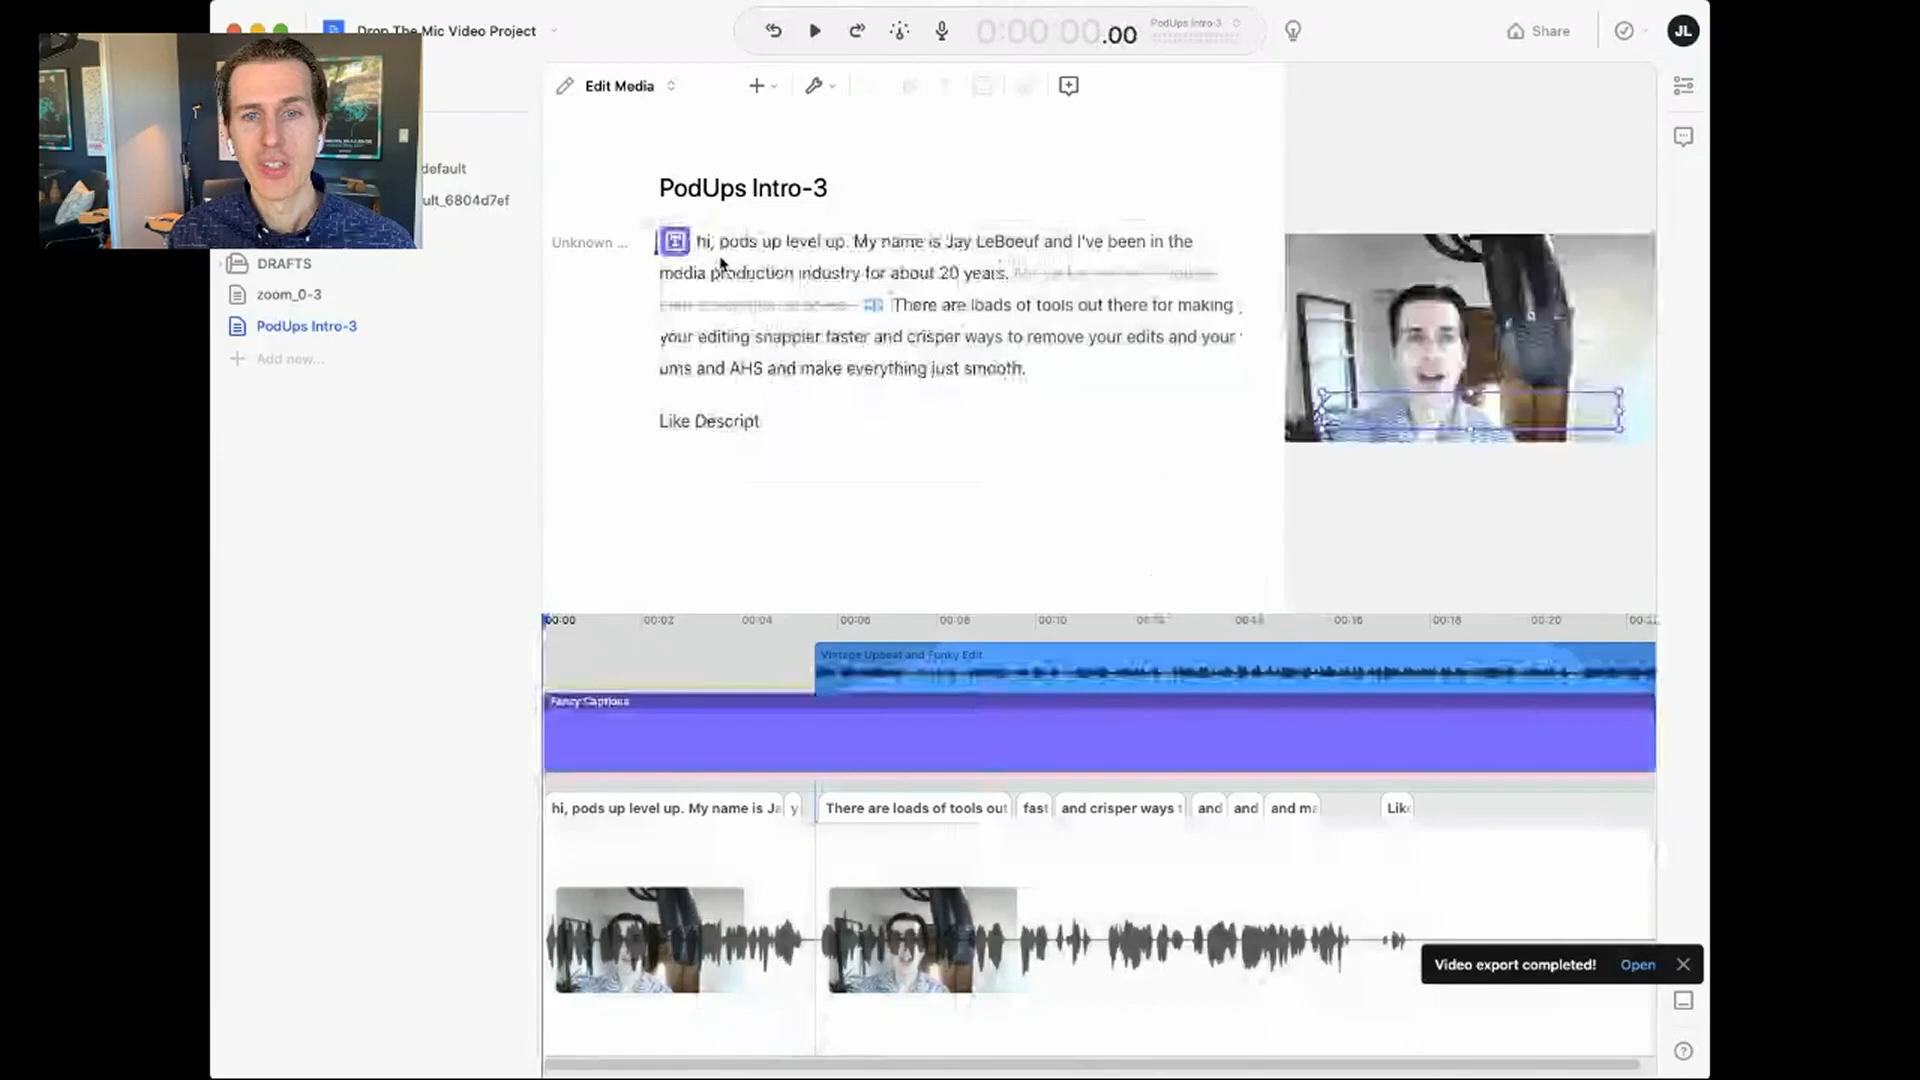 Drop The Mic Video Project
0:00:00:00.00
PodUps Intro-3
Share
JL
Edit Media
default
ult_6804d7ef
DRAFTS
zoom_0-3
PodUps Intro-3
Add new...
PodUps Intro-3
Unknown ...
hi, pods up level up. My name is Jay LeBoeuf and I've been in the
media production industry for about 20 years.
There are loads of tools out there for making
your editing snappier faster and crisper ways to remove your edits and your
ums and AHS and make everything just smooth.
Like Descript
00:00 00:02 00:04 00:06 00:08 00:10 00:16 00:18 00:20
Vintage Upbeat and Funky Edit
Fancy Captions
hi, pods up level up. My name is Ja y There are loads of tools out fast and crisper ways t and and and ma Like
Video export completed! Open